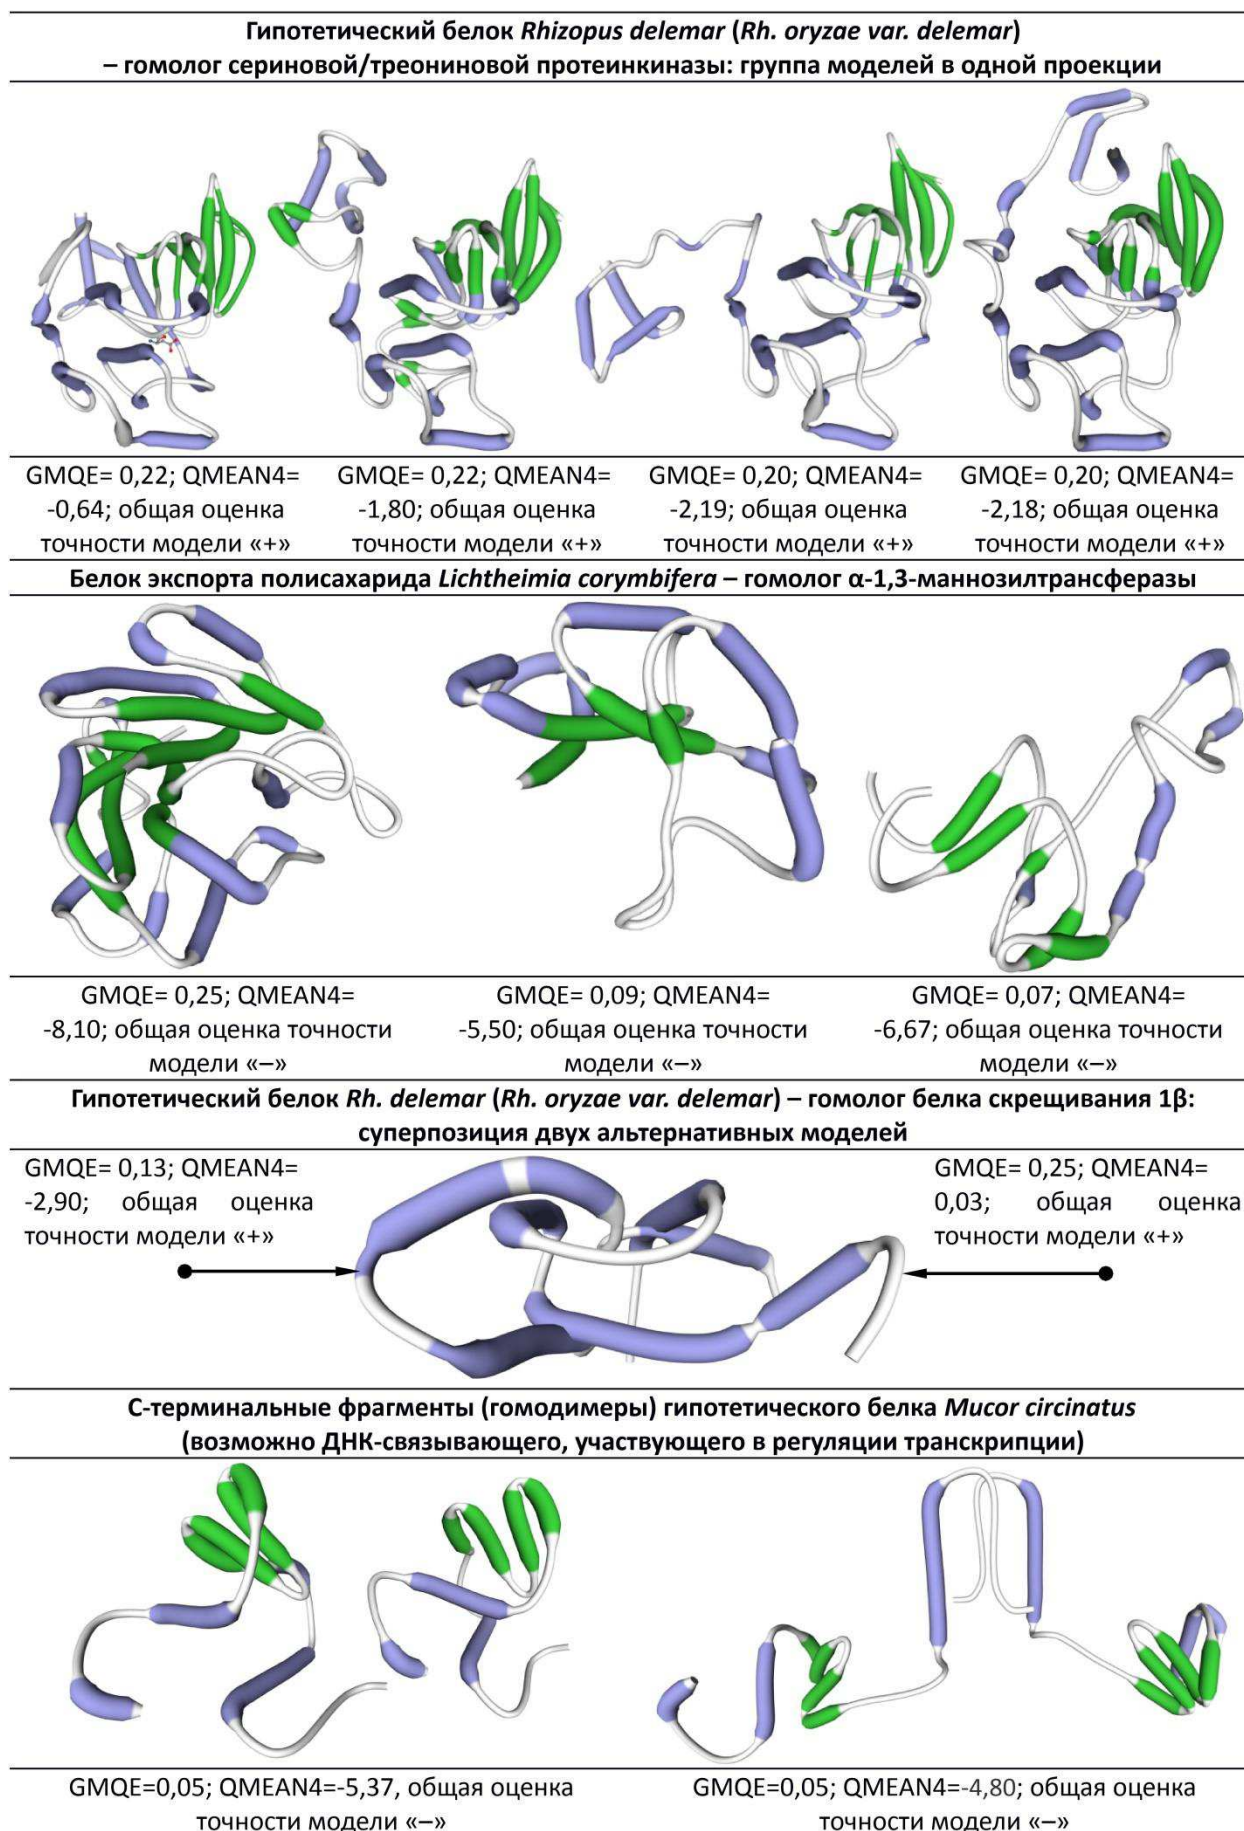 Гипотетический белок Rhizopus delemar (Rh. oryzae var. delemar)
– гомолог сериновой/треониновой протеинкиназы: группа моделей в одной проекции
GMQE= 0,22; QMEAN4=
-0,64; общая оценка
точности модели «+»
GMQE= 0,22; QMEAN4=
-1,80; общая оценка
точности модели «+»
GMQE= 0,20; QMEAN4=
-2,19; общая оценка
точности модели «+»
GMQE= 0,20; QMEAN4=
-2,18; общая оценка
точности модели «+»
Белок экспорта полисахарида Lichtheimia corymbifera – гомолог α-1,3-маннозилтрансферазы
GMQE= 0,25; QMEAN4=
-8,10; общая оценка точности
модели «–»
GMQE= 0,09; QMEAN4=
-5,50; общая оценка точности
модели «–»
GMQE= 0,07; QMEAN4=
-6,67; общая оценка точности
модели «–»
Гипотетический белок Rh. delemar (Rh. oryzae var. delemar) – гомолог белка скрещивания 1β:
суперпозиция двух альтернативных моделей
GMQE= 0,13; QMEAN4=
-2,90; общая оценка
точности модели «+»
GMQE= 0,25; QMEAN4=
0,03; общая оценка
точности модели «+»
С-терминальные фрагменты (гомодимеры) гипотетического белка Mucor circinatus
(возможно ДНК-связывающего, участвующего в регуляции транскрипции)
GMQE=0,05; QMEAN4=-5,37, общая оценка
точности модели «–»
GMQE=0,05; QMEAN4=-4,80; общая оценка
точности модели «–»